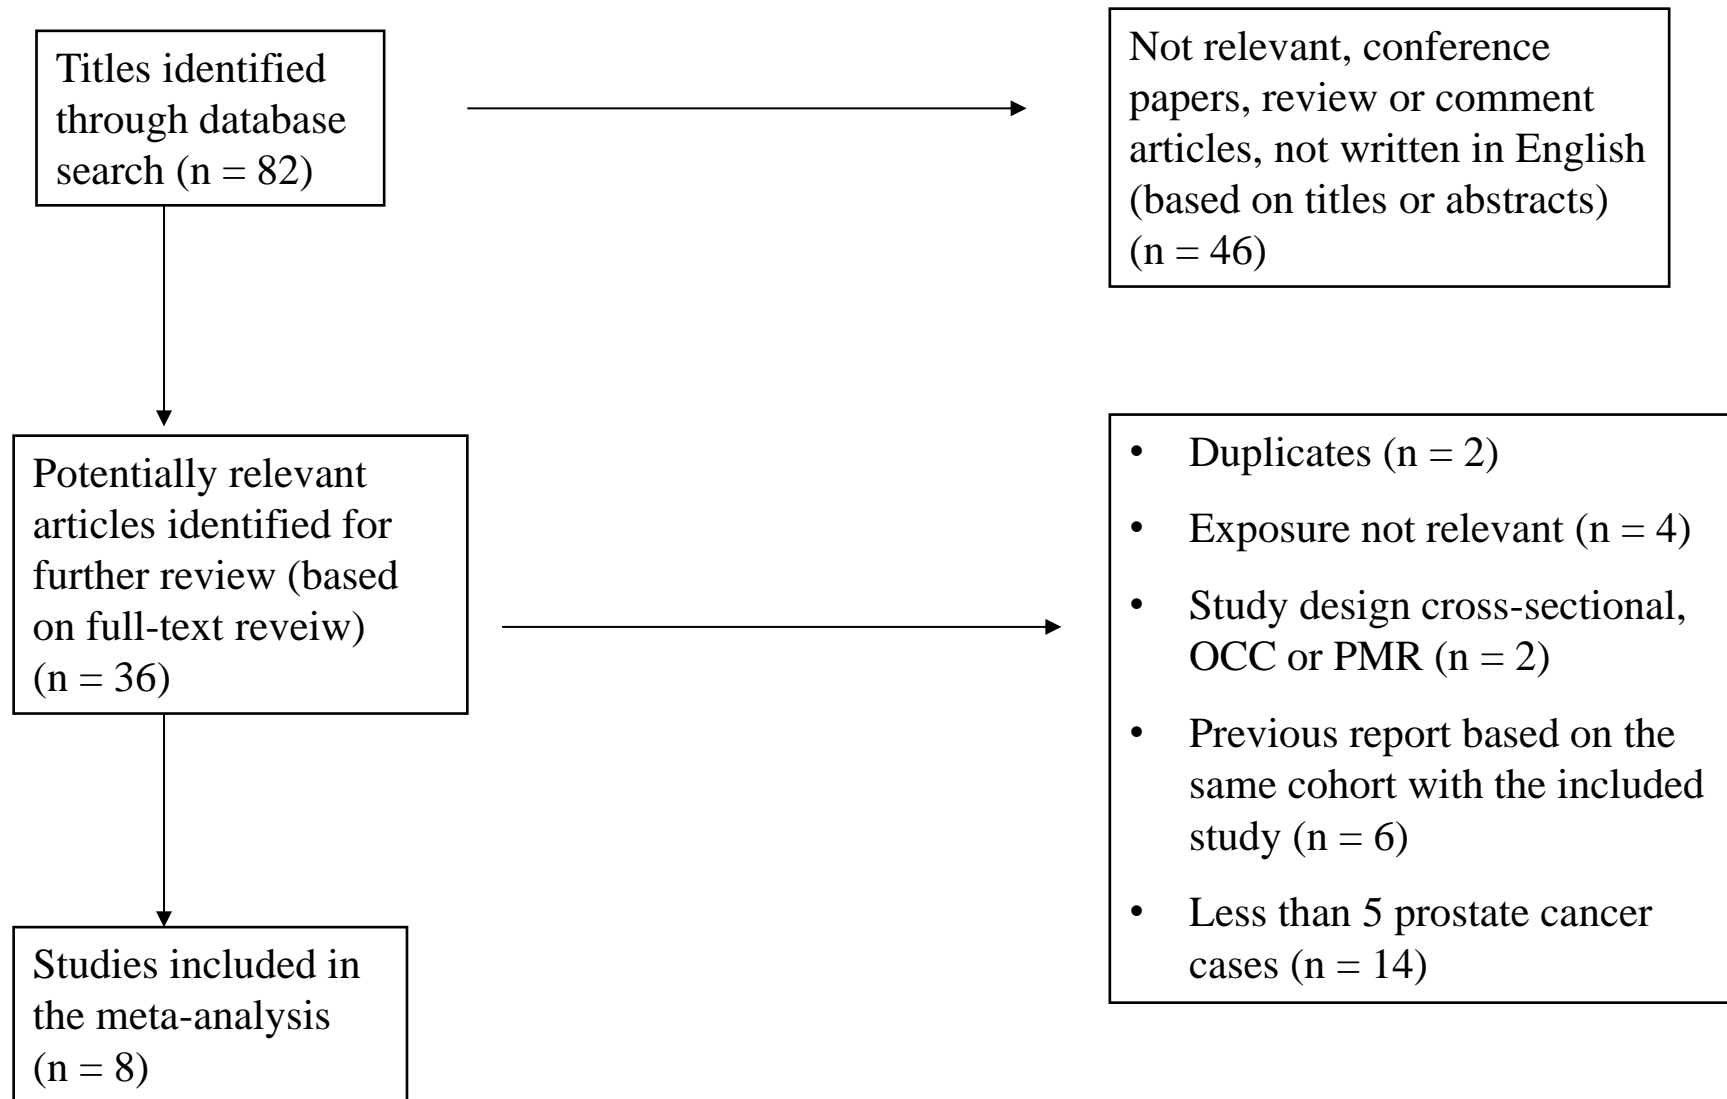 Titles identified
through database
search (n = 82)
Not relevant, conference
papers, review or comment
articles, not written in English
(based on titles or abstracts)
(n = 46)
Potentially relevant
articles identified for
further review (based
on full-text reveiw)
(n = 36)
• Duplicates (n = 2)
• Exposure not relevant (n = 4)
• Study design cross-sectional,
OCC or PMR (n = 2)
• Previous report based on the
same cohort with the included
study (n = 6)
• Less than 5 prostate cancer
cases (n = 14)
Studies included in
the meta-analysis
(n = 8)